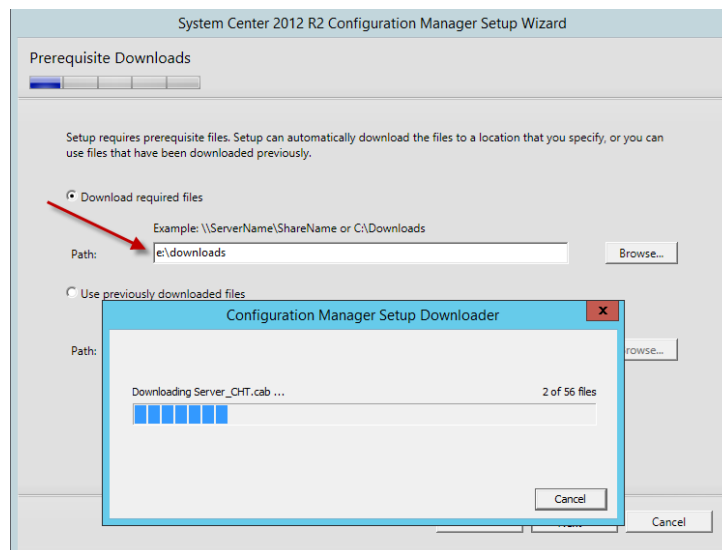 System Center 2012 R2 Configuration Manager Setup Wizard
Prerequisite Downloads
Setup requires prerequisite files. Setup can automatically download the files to a location that you specify, or you can
use files that have been downloaded previously.
Download required files
Example: \\ServerName\ShareName or C:\Downloads
Path: e:\downloads Browse...
Use previously downloaded files
Configuration Manager Setup Downloader x
Path:
Downloading Server_CHT.cab ... 2 of 56 files
Cancel
Cancel